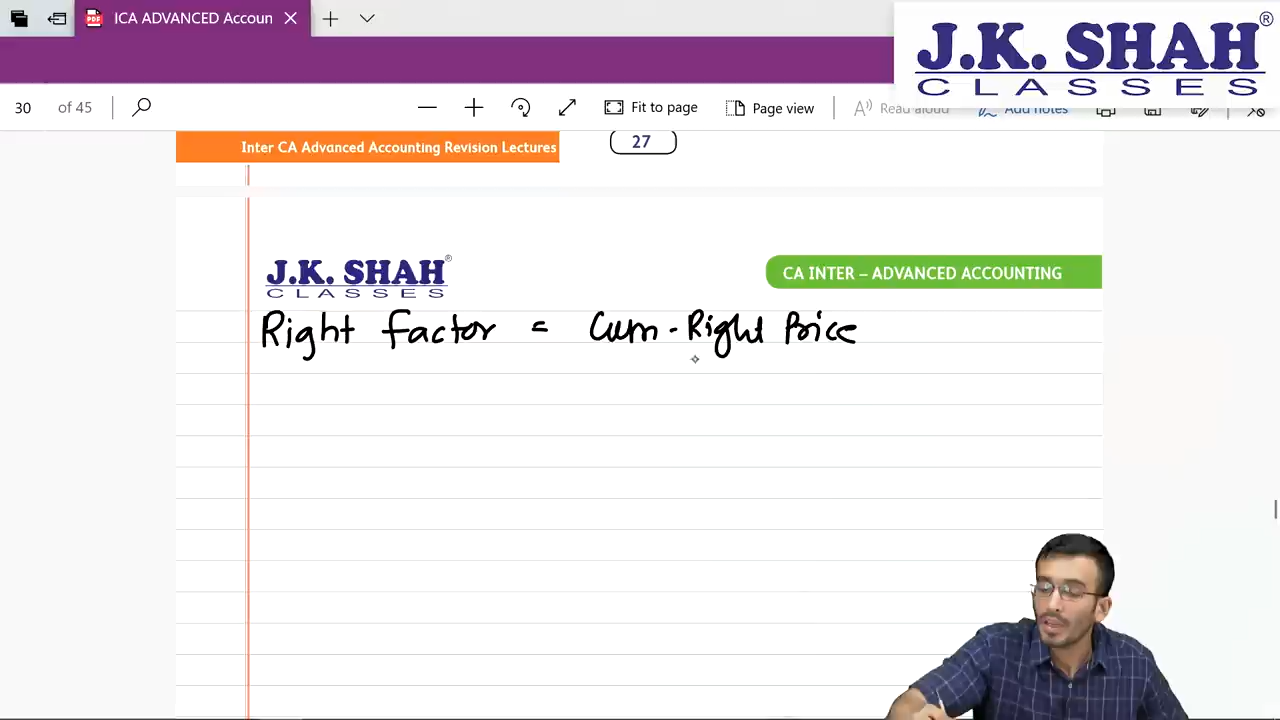 ICA ADVANCED Accoun
J.K. SHAH®
CLASSES
30 of 45
Fit to page
Page view
Read aloud
Add notes
Inter CA Advanced Accounting Revision Lectures
27
J.K. SHAH®
CLASSES
CA INTER – ADVANCED ACCOUNTING
Right factor = Cum-Right Price